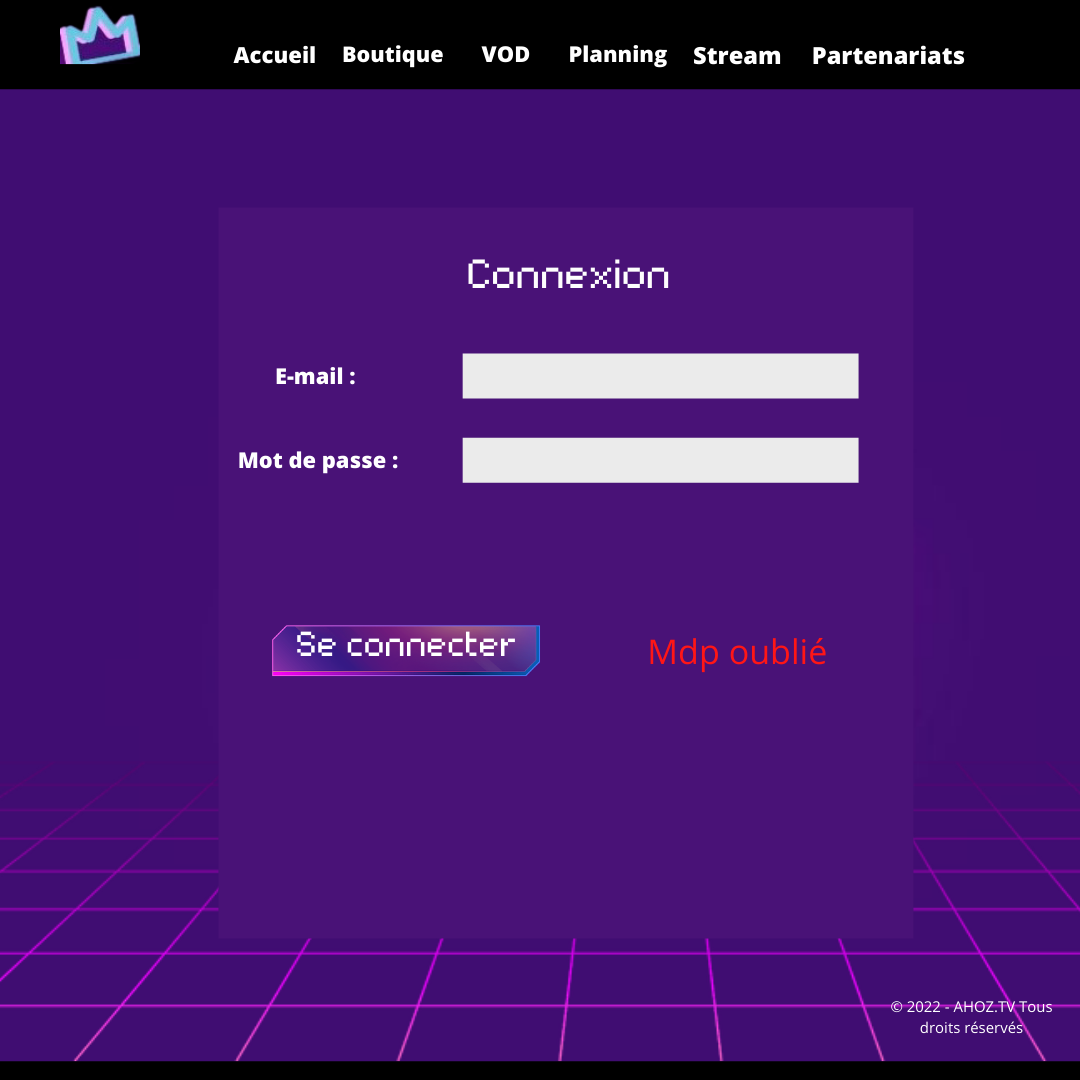 Accueil Boutique VOD Planning Stream Partenariats
Connexion
E-mail :
Mot de passe :
Se connecter
Mdp oublié
© 2022 - AHOZ.TV Tous
droits réservés